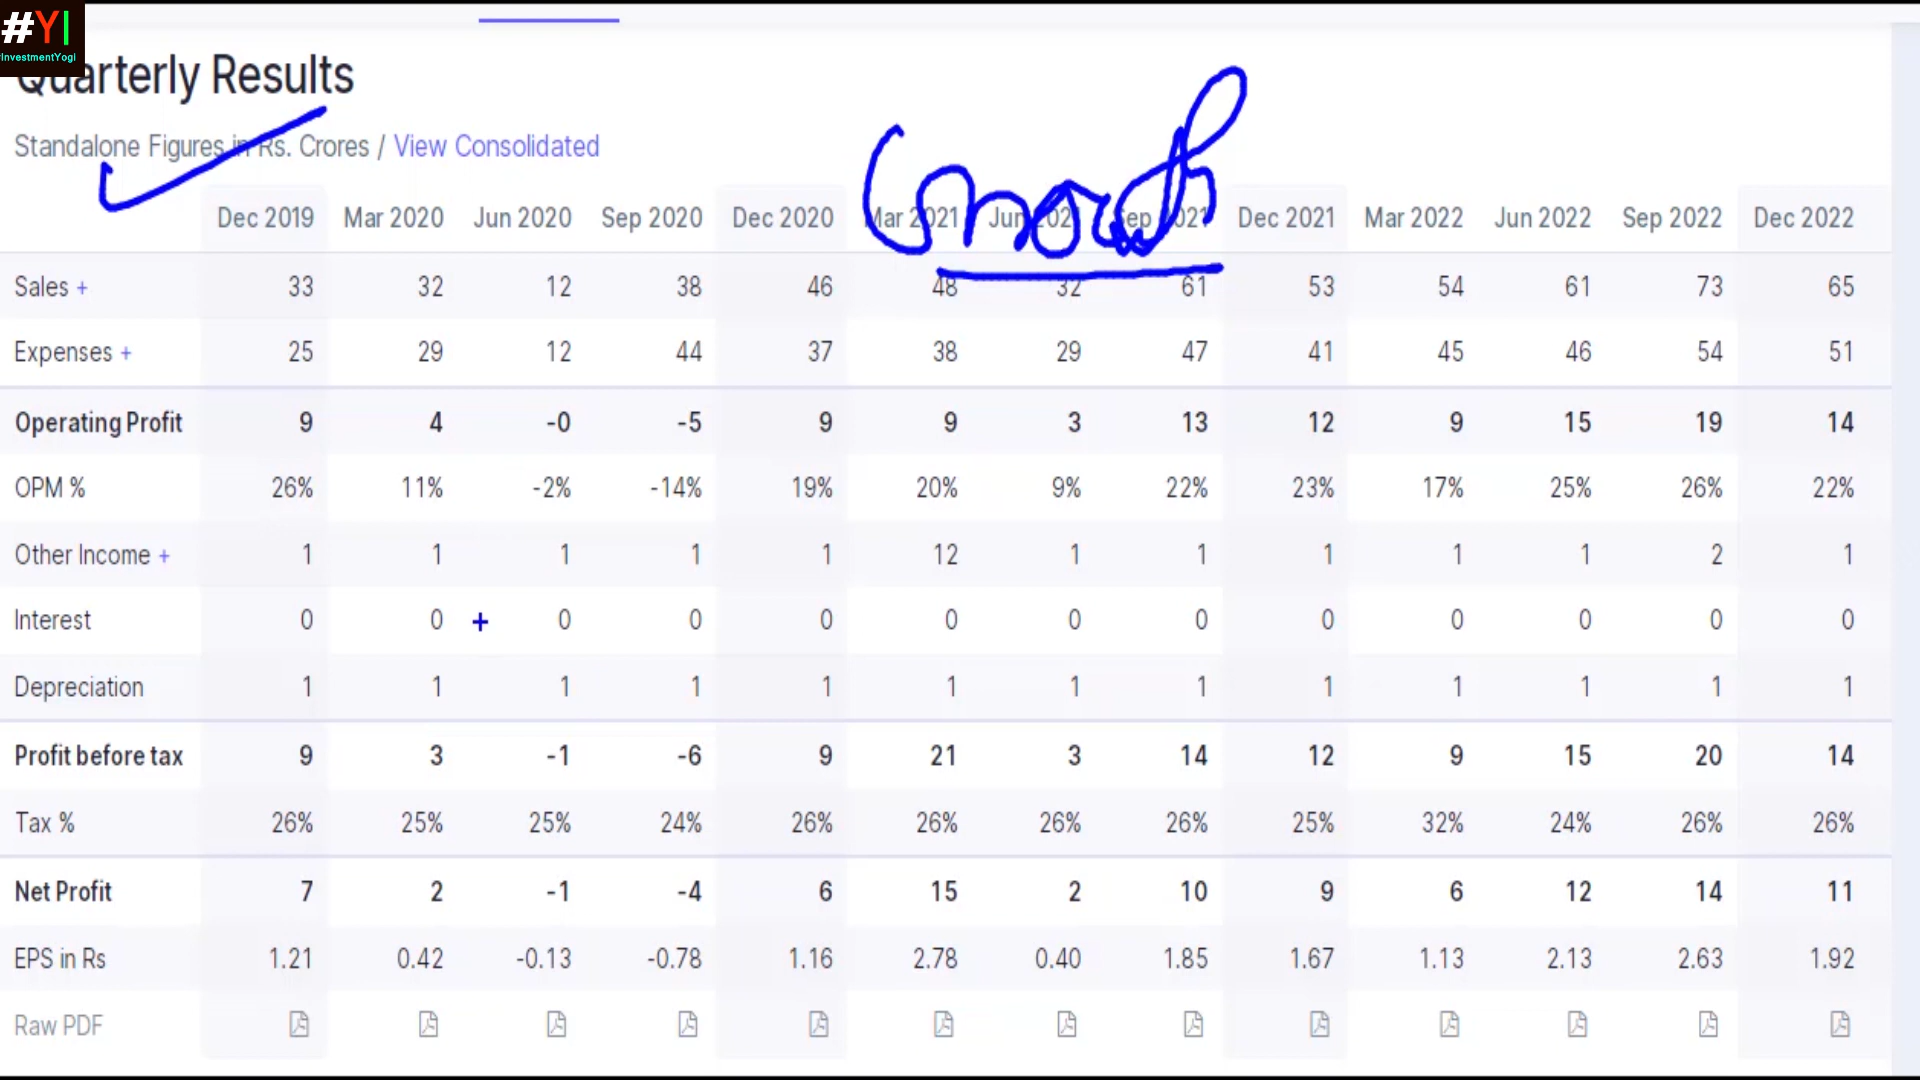 #YI
InvestmentYogi
Quarterly Results
Standalone Figures in Rs. Crores / View Consolidated
Growth
Dec 2019 Mar 2020 Jun 2020 Sep 2020 Dec 2020 Mar 2021 Jun 2021 Sep 2021 Dec 2021 Mar 2022 Jun 2022 Sep 2022 Dec 2022
Sales + 33 32 12 38 46 48 32 61 53 54 61 73 65
Expenses + 25 29 12 44 37 38 29 47 41 45 46 54 51
Operating Profit 9 4 -0 -5 9 9 3 13 12 9 15 19 14
OPM % 26% 11% -2% -14% 19% 20% 9% 22% 23% 17% 25% 26% 22%
Other Income + 1 1 1 1 1 12 1 1 1 1 1 2 1
Interest 0 0 0 0 0 0 0 0 0 0 0 0 0
Depreciation 1 1 1 1 1 1 1 1 1 1 1 1 1
Profit before tax 9 3 -1 -6 9 21 3 14 12 9 15 20 14
Tax % 26% 25% 25% 24% 26% 26% 26% 26% 25% 32% 24% 26% 26%
Net Profit 7 2 -1 -4 6 15 2 10 9 6 12 14 11
EPS in Rs 1.21 0.42 -0.13 -0.78 1.16 2.78 0.40 1.85 1.67 1.13 2.13 2.63 1.92
Raw PDF